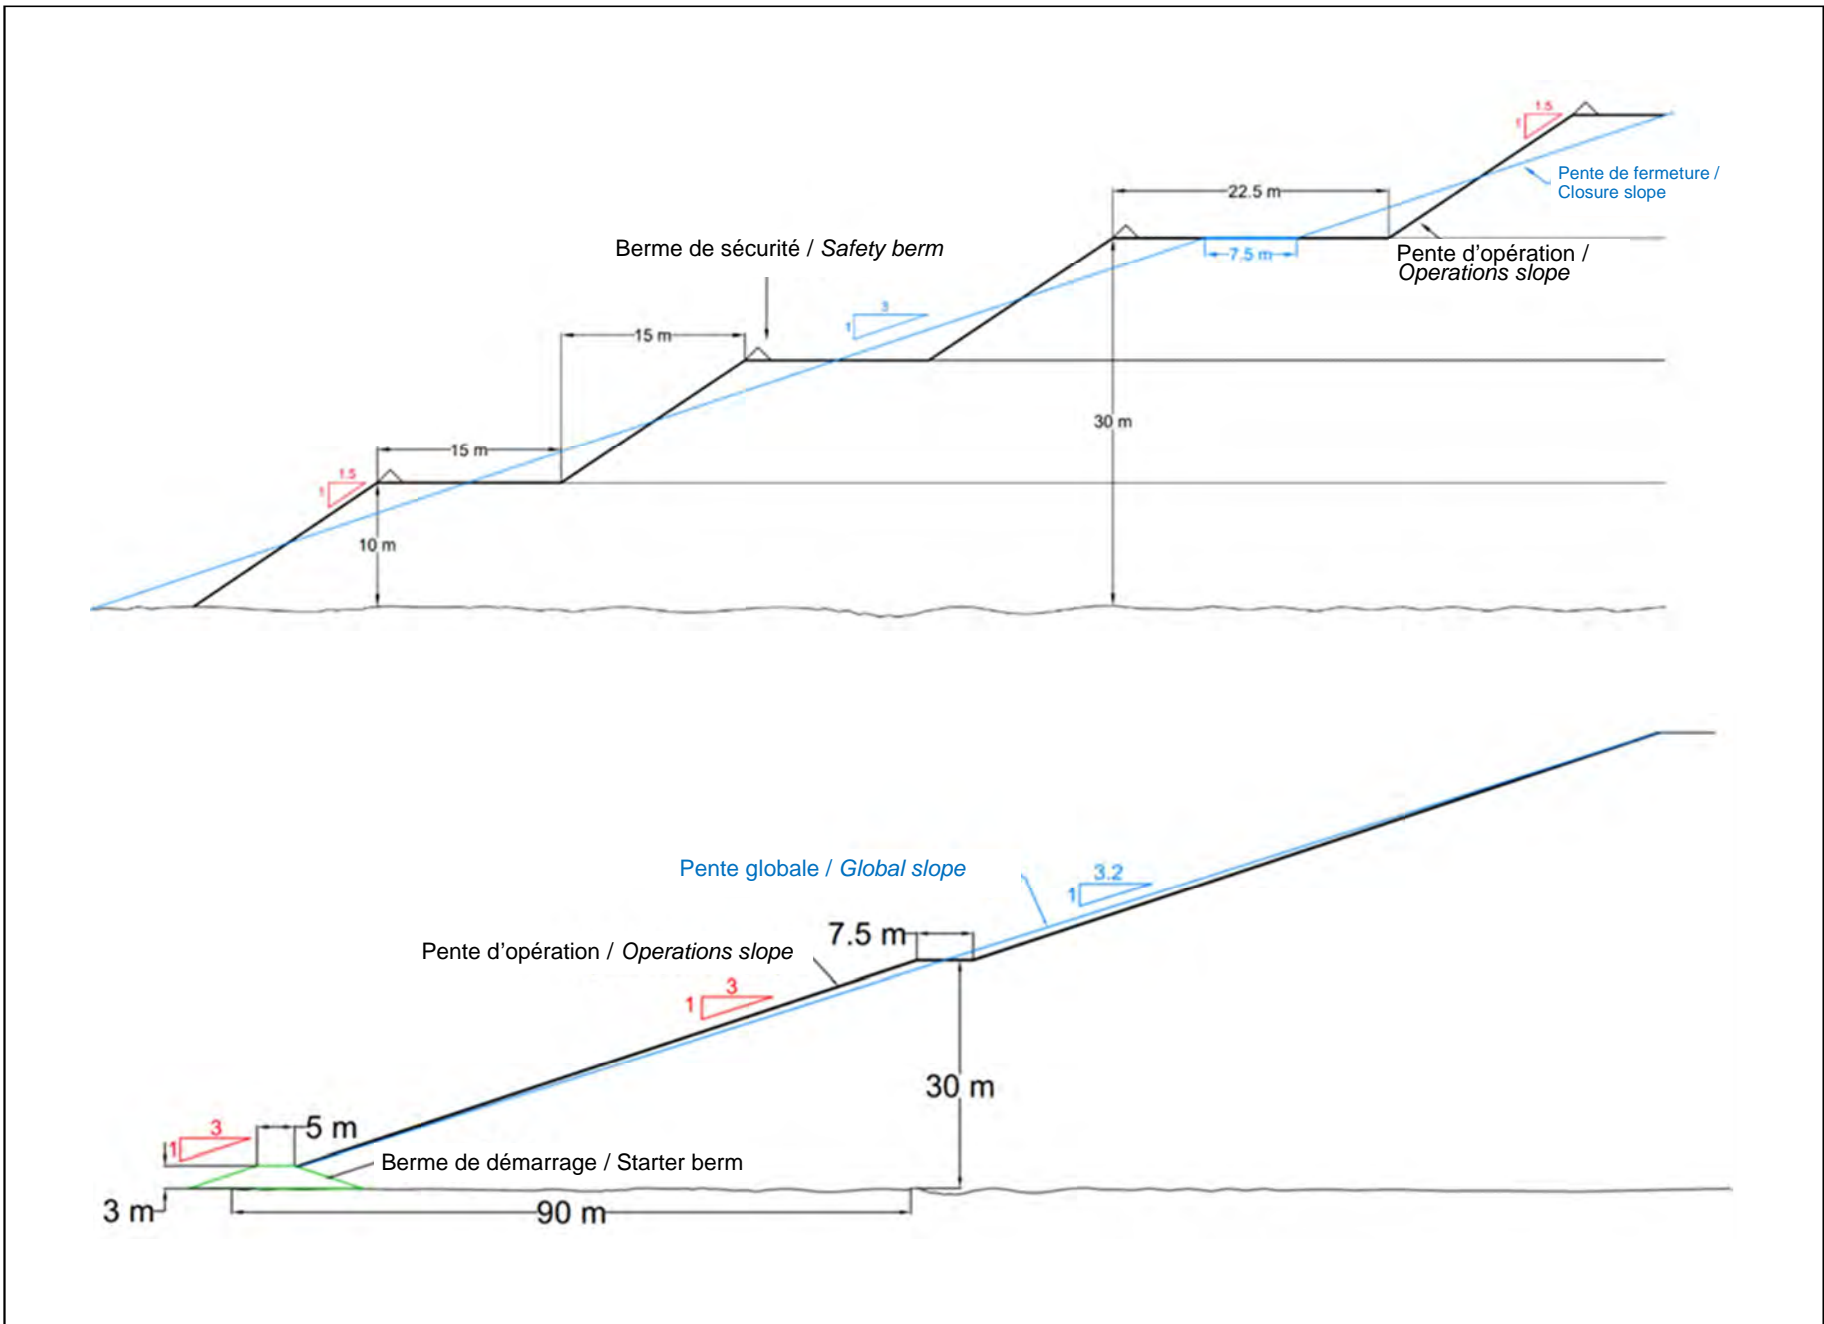 1.5
1
Pente de fermeture /
Closure slope
22.5 m
Berme de sécurité / Safety berm
7.5 m
Pente d'opération /
Operations slope
3
1
15 m
30 m
15 m
1.5
1
10 m
Pente globale / Global slope
3.2
1
7.5 m
Pente d'opération / Operations slope
3
1
30 m
3
1
5 m
Berme de démarrage / Starter berm
3 m
90 m